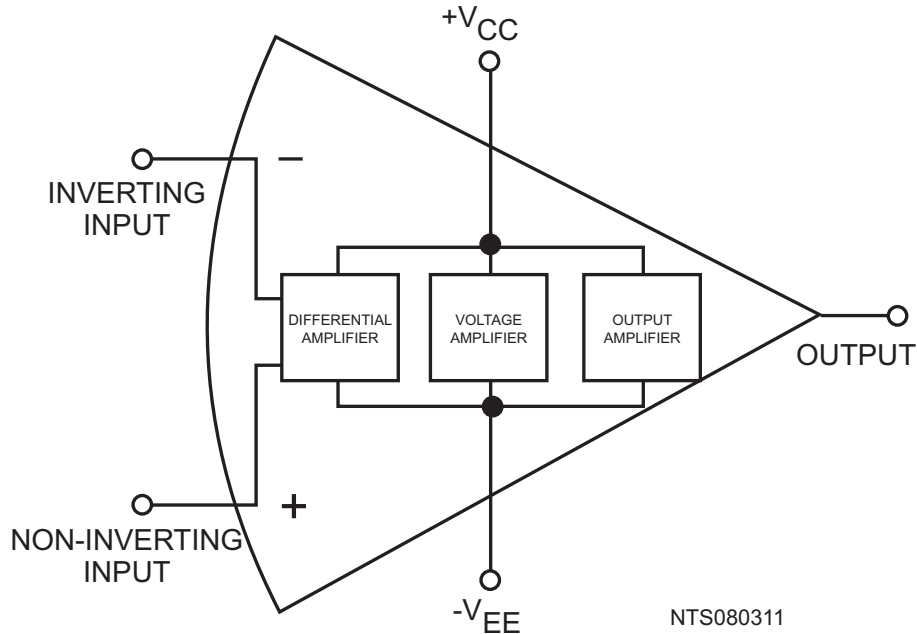 +VCC
−
INVERTING
INPUT
DIFFERENTIAL
AMPLIFIER
VOLTAGE
AMPLIFIER
OUTPUT
AMPLIFIER
OUTPUT
+
NON-INVERTING
INPUT
-VEE
NTS080311